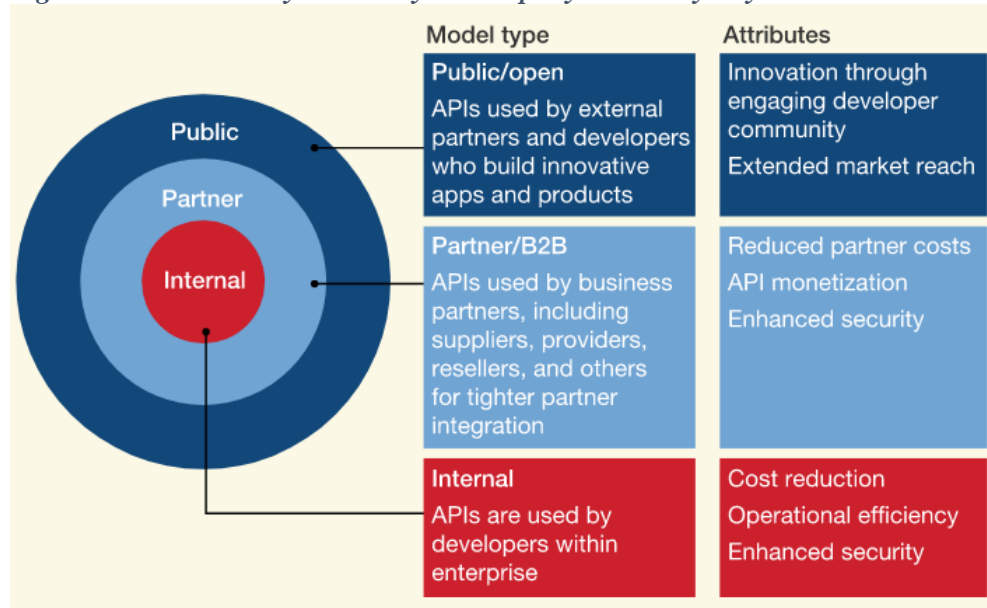 Model type
Attributes
Public
Partner
Internal
Public/open
APIs used by external
partners and developers
who build innovative
apps and products
Innovation through
engaging developer
community
Extended market reach
Partner/B2B
APIs used by business
partners, including
suppliers, providers,
resellers, and others
for tighter partner
integration
Reduced partner costs
API monetization
Enhanced security
Internal
APIs are used by
developers within
enterprise
Cost reduction
Operational efficiency
Enhanced security